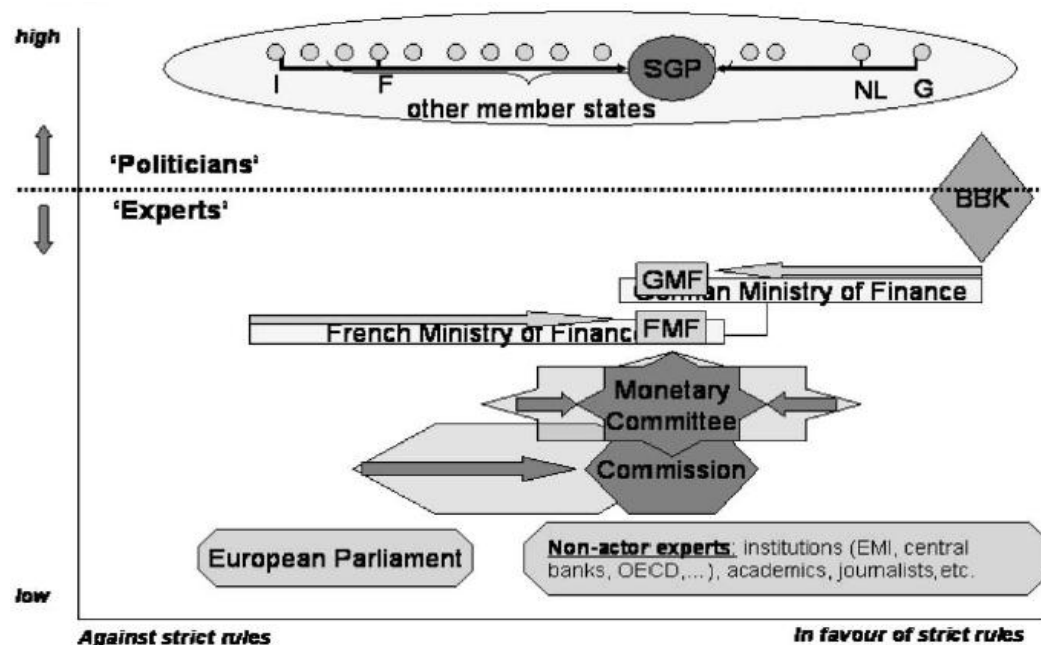 high
SGP
I
F
NL
G
other member states
'Politicians'
'Experts'
BBK
GMF
German Ministry of Finance
FMF
French Ministry of Finance
Monetary
Committee
Commission
European Parliament
Non-actor experts: institutions (EMI, central
banks, OECD,...), academics, journalists, etc.
low
Against strict rules
In favour of strict rules